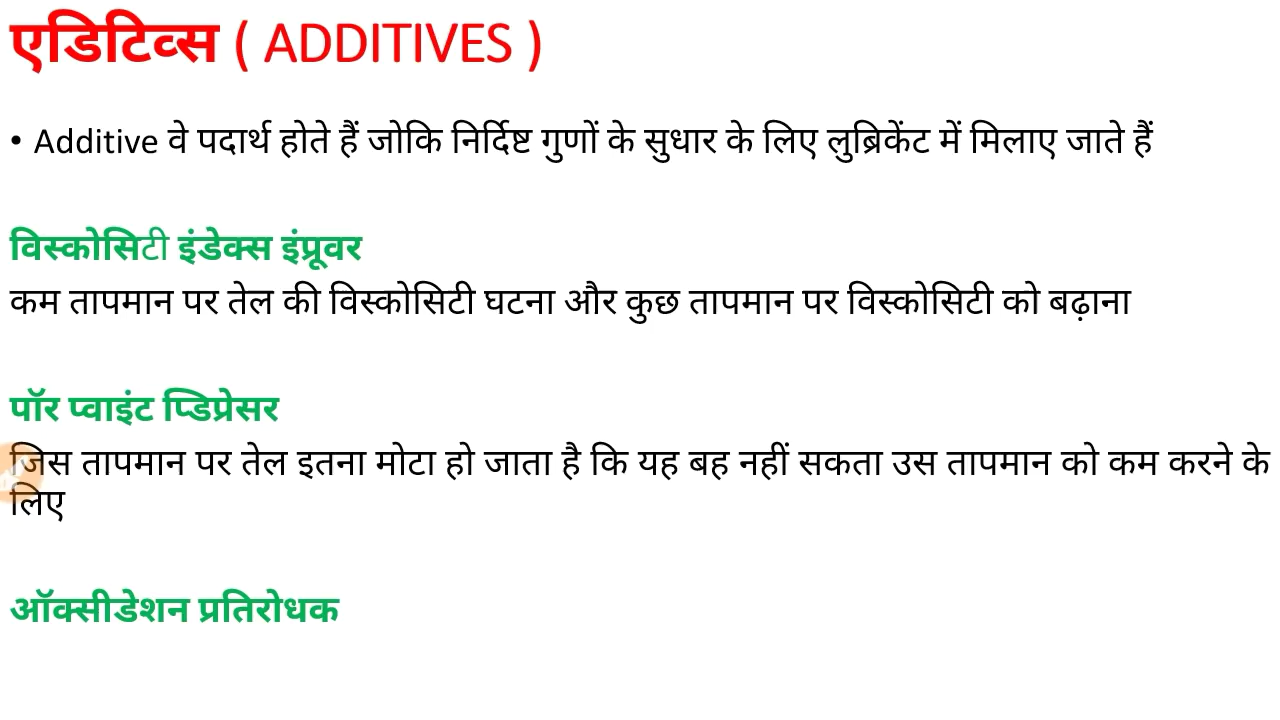 एडिटिव्स ( ADDITIVES )
• Additive वे पदार्थ होते हैं जोकि निर्दिष्ट गुणों के सुधार के लिए लुब्रिकेंट में मिलाए जाते हैं
विस्कोसिटी इंडेक्स इंप्रूवर
कम तापमान पर तेल की विस्कोसिटी घटना और कुछ तापमान पर विस्कोसिटी को बढ़ाना
पॉर प्वाइंट प्डिप्रेसर
जिस तापमान पर तेल इतना मोटा हो जाता है कि यह बह नहीं सकता उस तापमान को कम करने के
लिए
ऑक्सीडेशन प्रतिरोधक